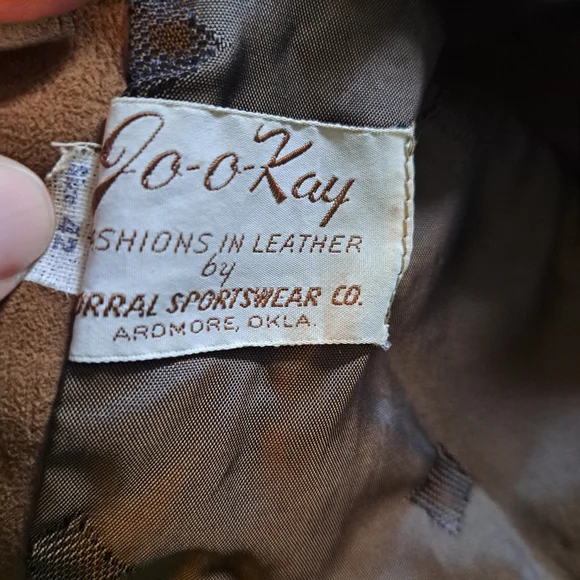 Jo-o-Kay
ASHIONS IN LEATHER
by
ORRAL SPORTSWEAR CO.
ARDMORE, OKLA.